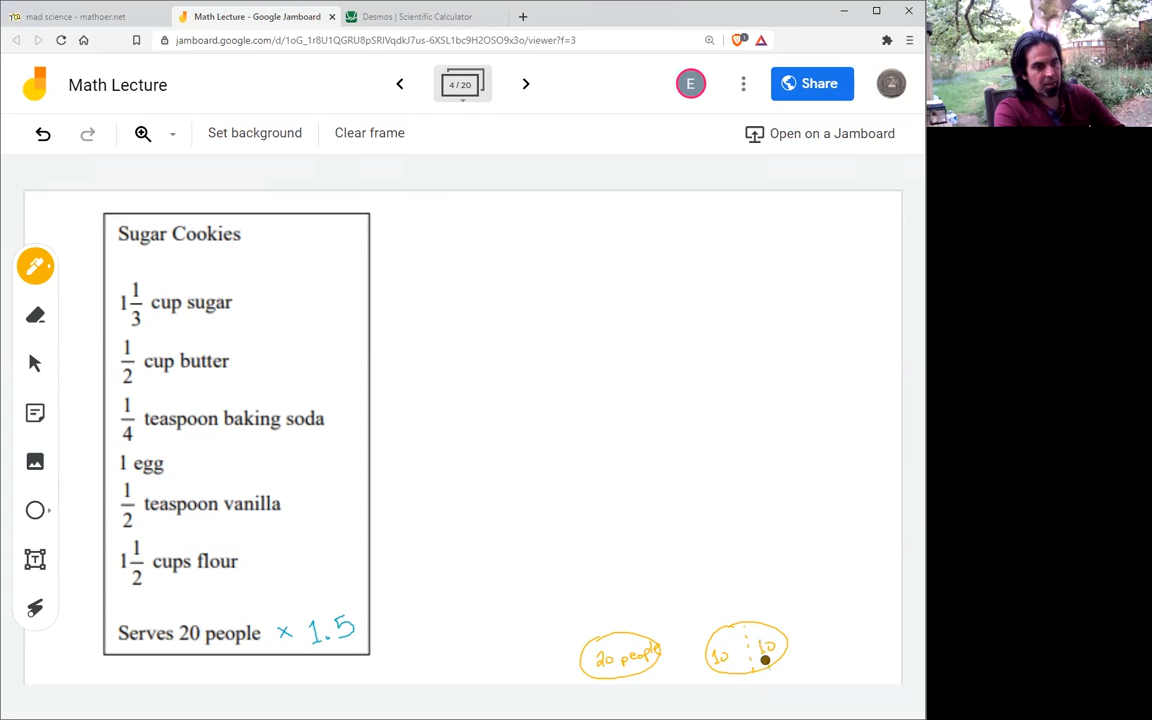 mad science - mathoer.net
Math Lecture - Google Jamboard
Desmos | Scientific Calculator
jamboard.google.com/d/1oG_1r8U1QGRU8pSRIVqdkJ7us-6XSL1bc9H2OSO9x3o/viewer?f=3
Math Lecture
4 / 20
E
Share
Set background
Clear frame
Open on a Jamboard
Sugar Cookies
1 1/3 cup sugar
1/2 cup butter
1/4 teaspoon baking soda
1 egg
1/2 teaspoon vanilla
1 1/2 cups flour
Serves 20 people × 1.5
20 people
10 10